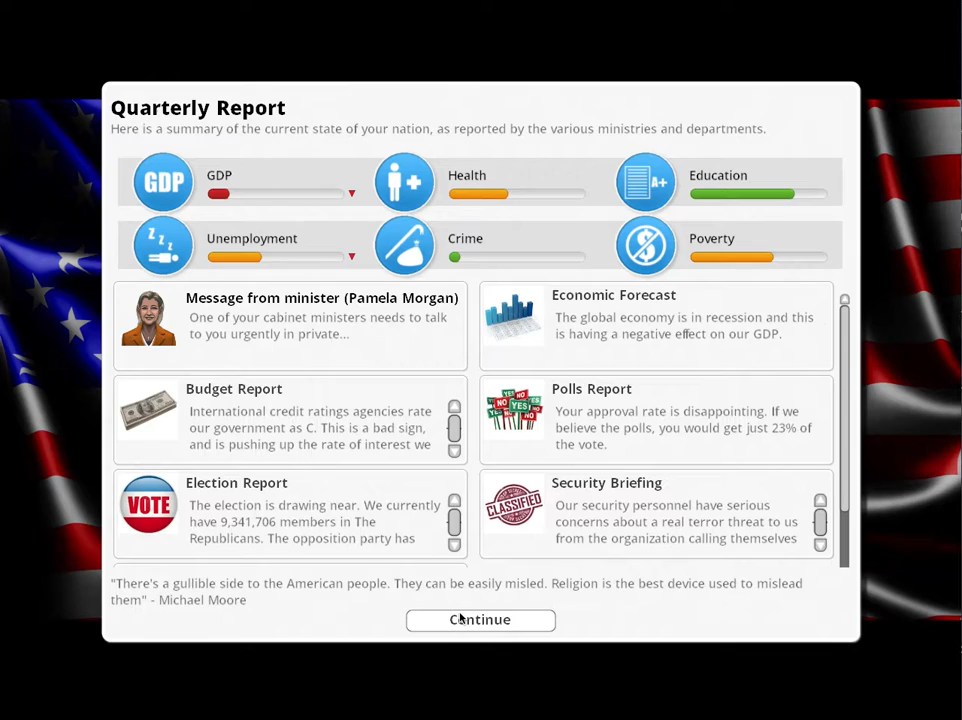 Quarterly Report
Here is a summary of the current state of your nation, as reported by the various ministries and departments.
GDP
GDP
Health
A+
Education
Z Z Z
Unemployment
Crime
$
Poverty
Message from minister (Pamela Morgan)
One of your cabinet ministers needs to talk
to you urgently in private...
Economic Forecast
The global economy is in recession and this
is having a negative effect on our GDP.
Budget Report
International credit ratings agencies rate
our government as C. This is a bad sign,
and is pushing up the rate of interest we
NO YES NO
Polls Report
Your approval rate is disappointing. If we
believe the polls, you would get just 23%
of the vote.
VOTE
Election Report
The election is drawing near. We currently
have 9,341,706 members in The
Republicans. The opposition party has
CLASSIFIED
Security Briefing
Our security personnel have serious
concerns about a real terror threat to us
from the organization calling themselves
"There's a gullible side to the American people. They can be easily misled. Religion is the best device used to mislead
them" - Michael Moore
Continue